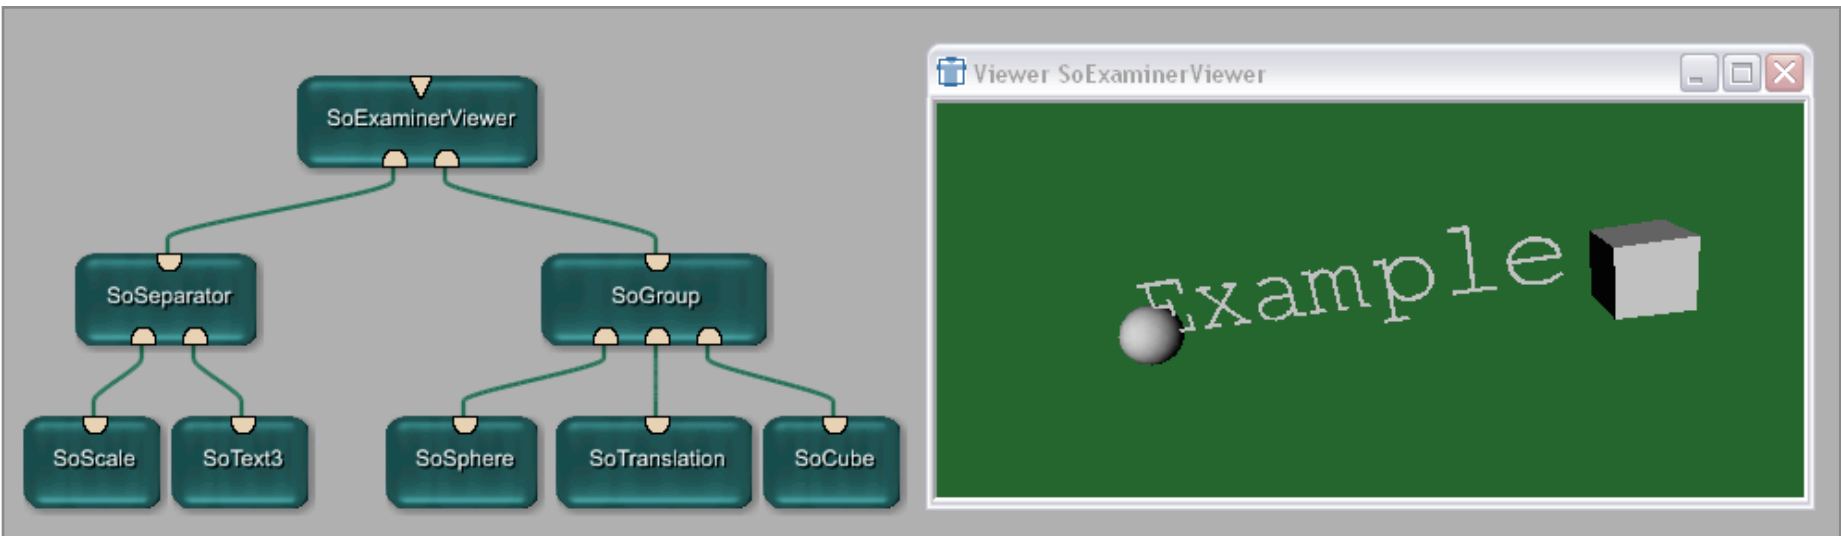 SoExaminerViewer
SoSeparator
SoGroup
SoScale
SoText3
SoSphere
SoTranslation
SoCube
Viewer SoExaminerViewer
Example